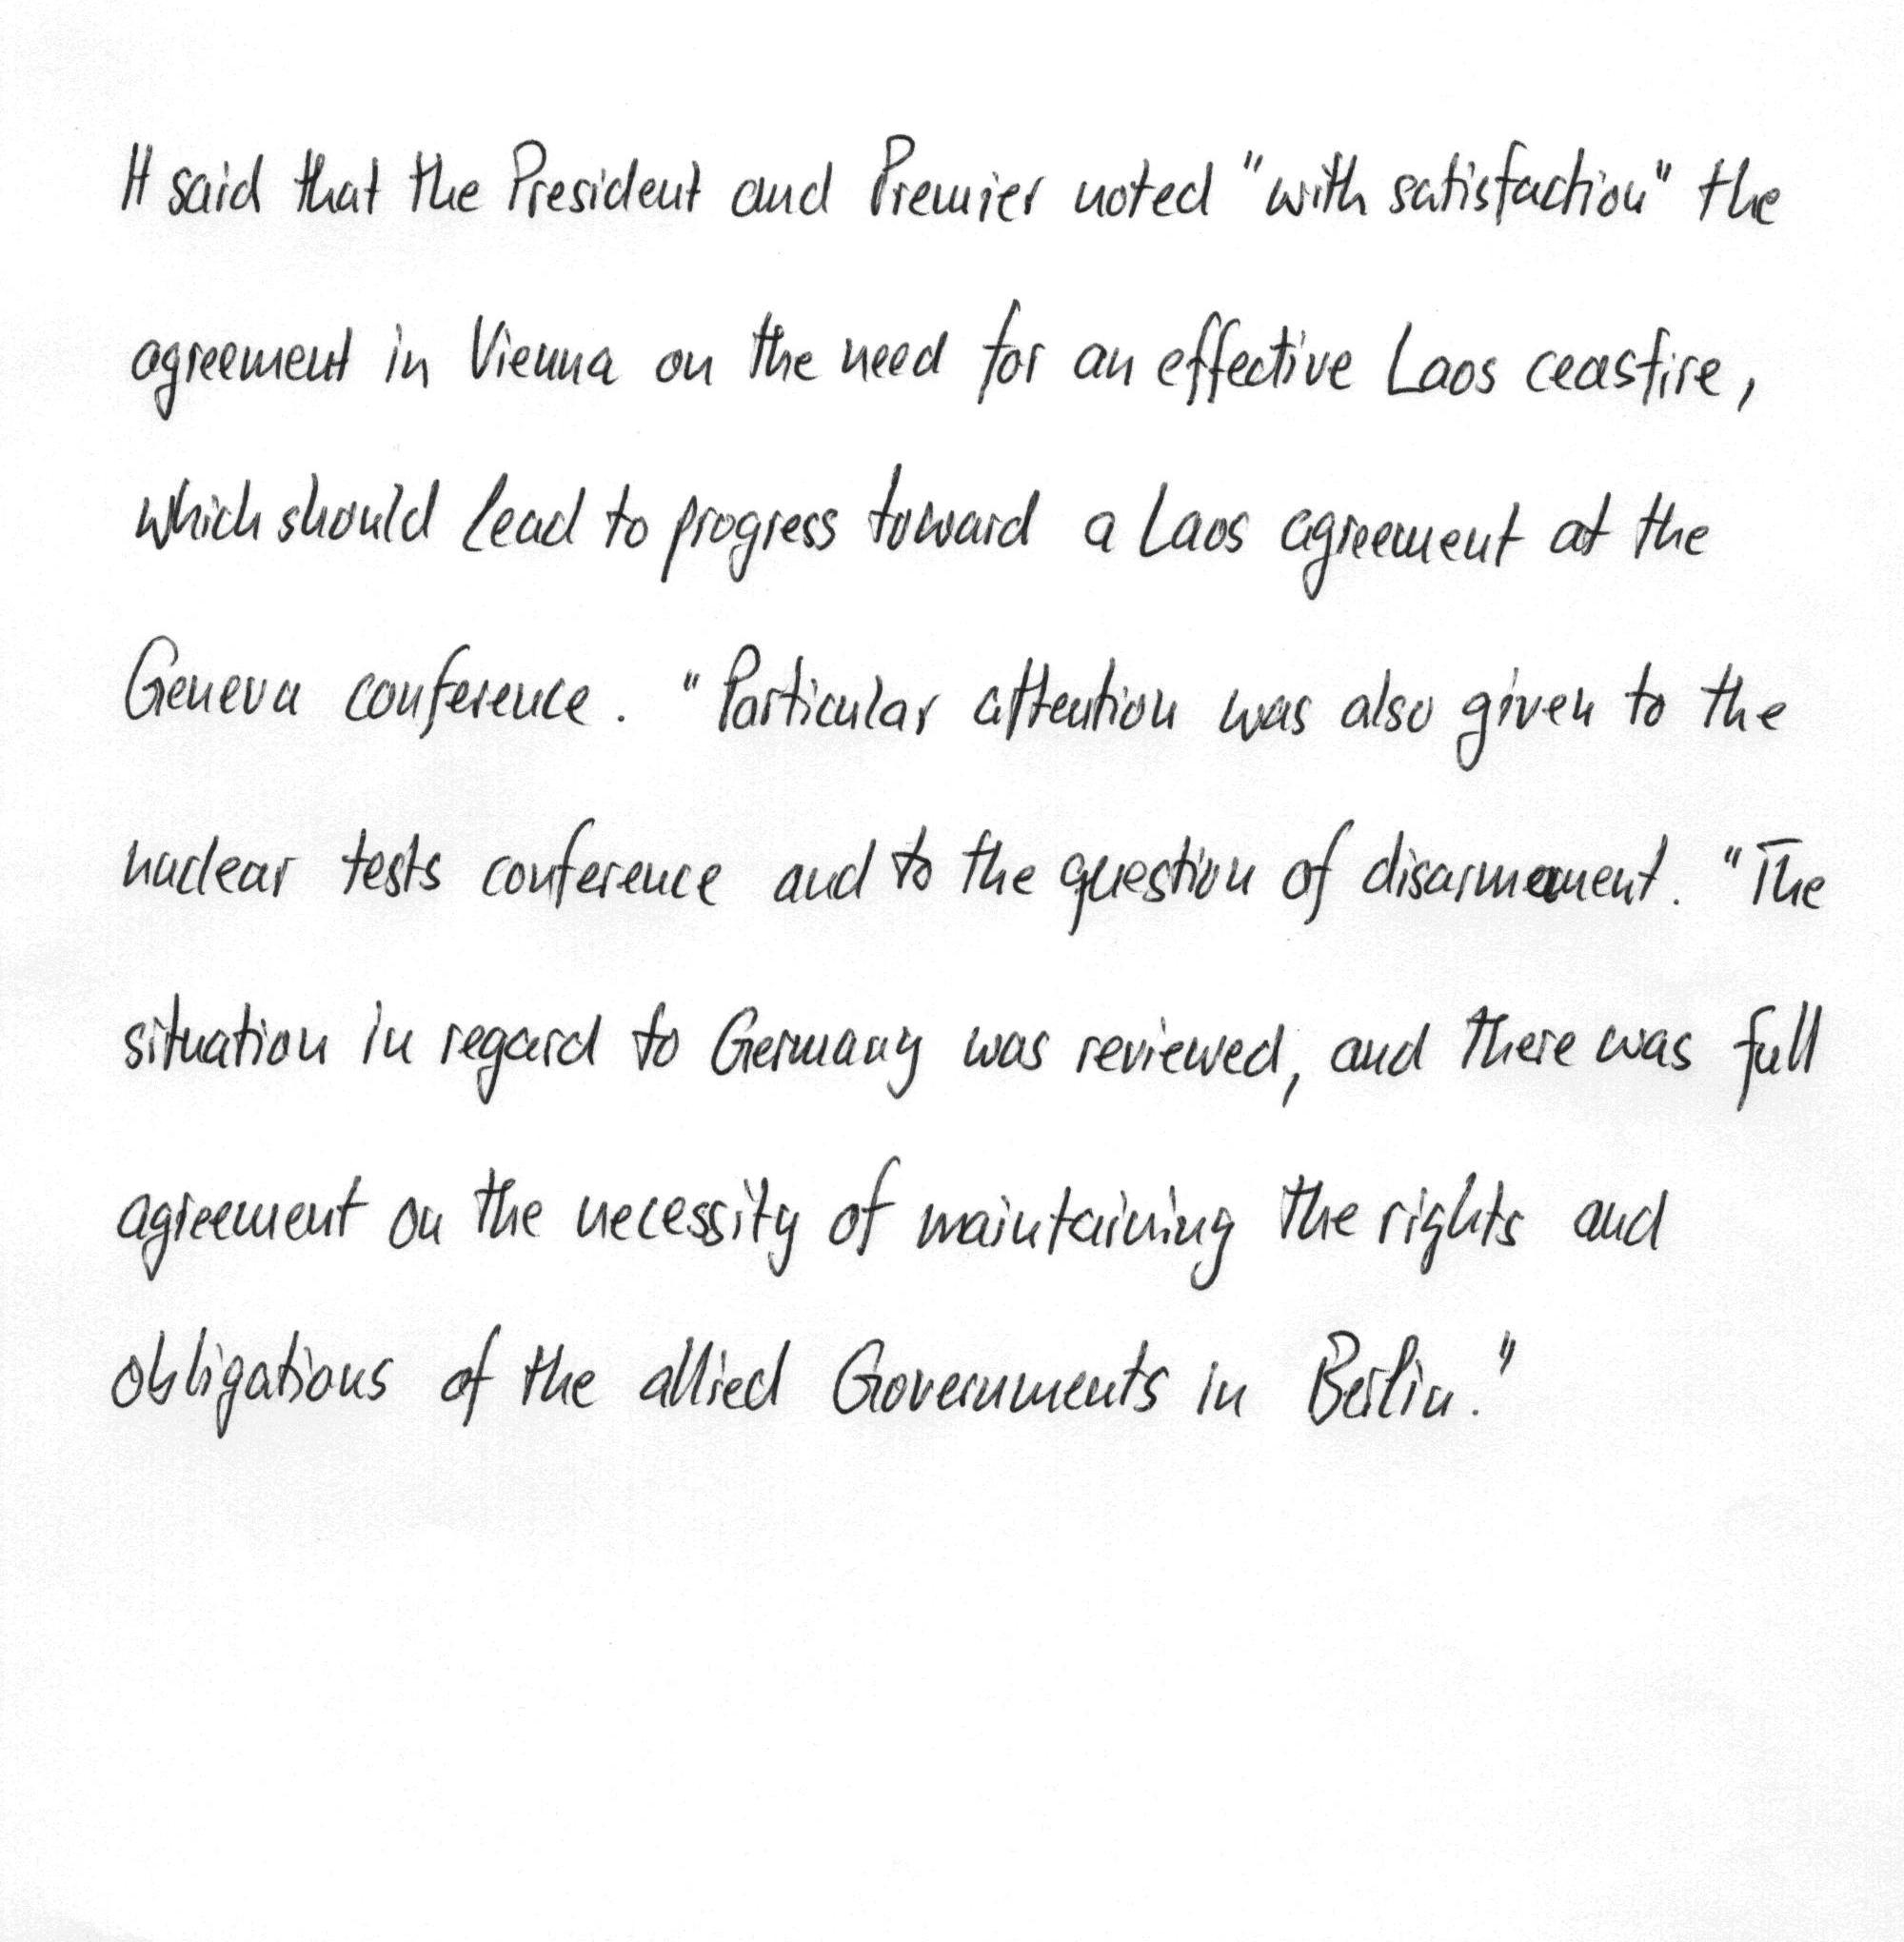 It said that the President and Premier noted "with satisfaction" the
agreement in Vienna on the need for an effective Laos ceasfire,
which should lead to progress toward a Laos agreement at the
Geneva conference. "Particular attention was also given to the
nuclear tests conference and to the question of disarmament. "The
situation in regard to Germany was reviewed, and there was full
agreement on the necessity of maintaining the rights and
obligations of the allied Governments in Berlin."